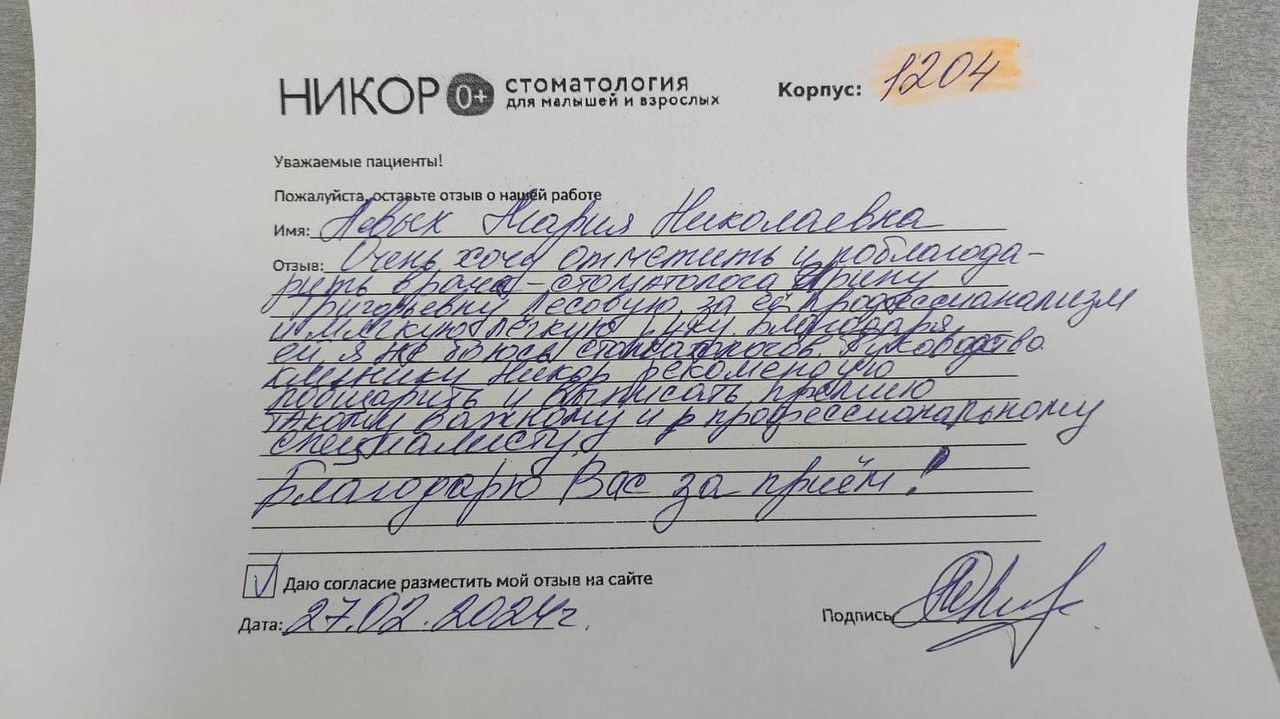 НИКОР 0+ стоматология
для малышей и взрослых
Корпус: 1204
Уважаемые пациенты!
Пожалуйста, оставьте отзыв о нашей работе
Имя: Мария Николаевна
Отзыв: Очень хочу отметить и поблагода-
рить врача-стоматолога Ирину
Григорьевну Лесовую за её профессионализм
и мягкую лёгкую руку. Благодаря
ей, я не боюсь стоматологов. Руководства
клиники Никор рекомендую
и выписать премию
такому важному и профессиональному
специалисту.
Благодарю Вас за приём!
V Даю согласие разместить мой отзыв на сайте
Дата: 27.02.2024г.
Подпись